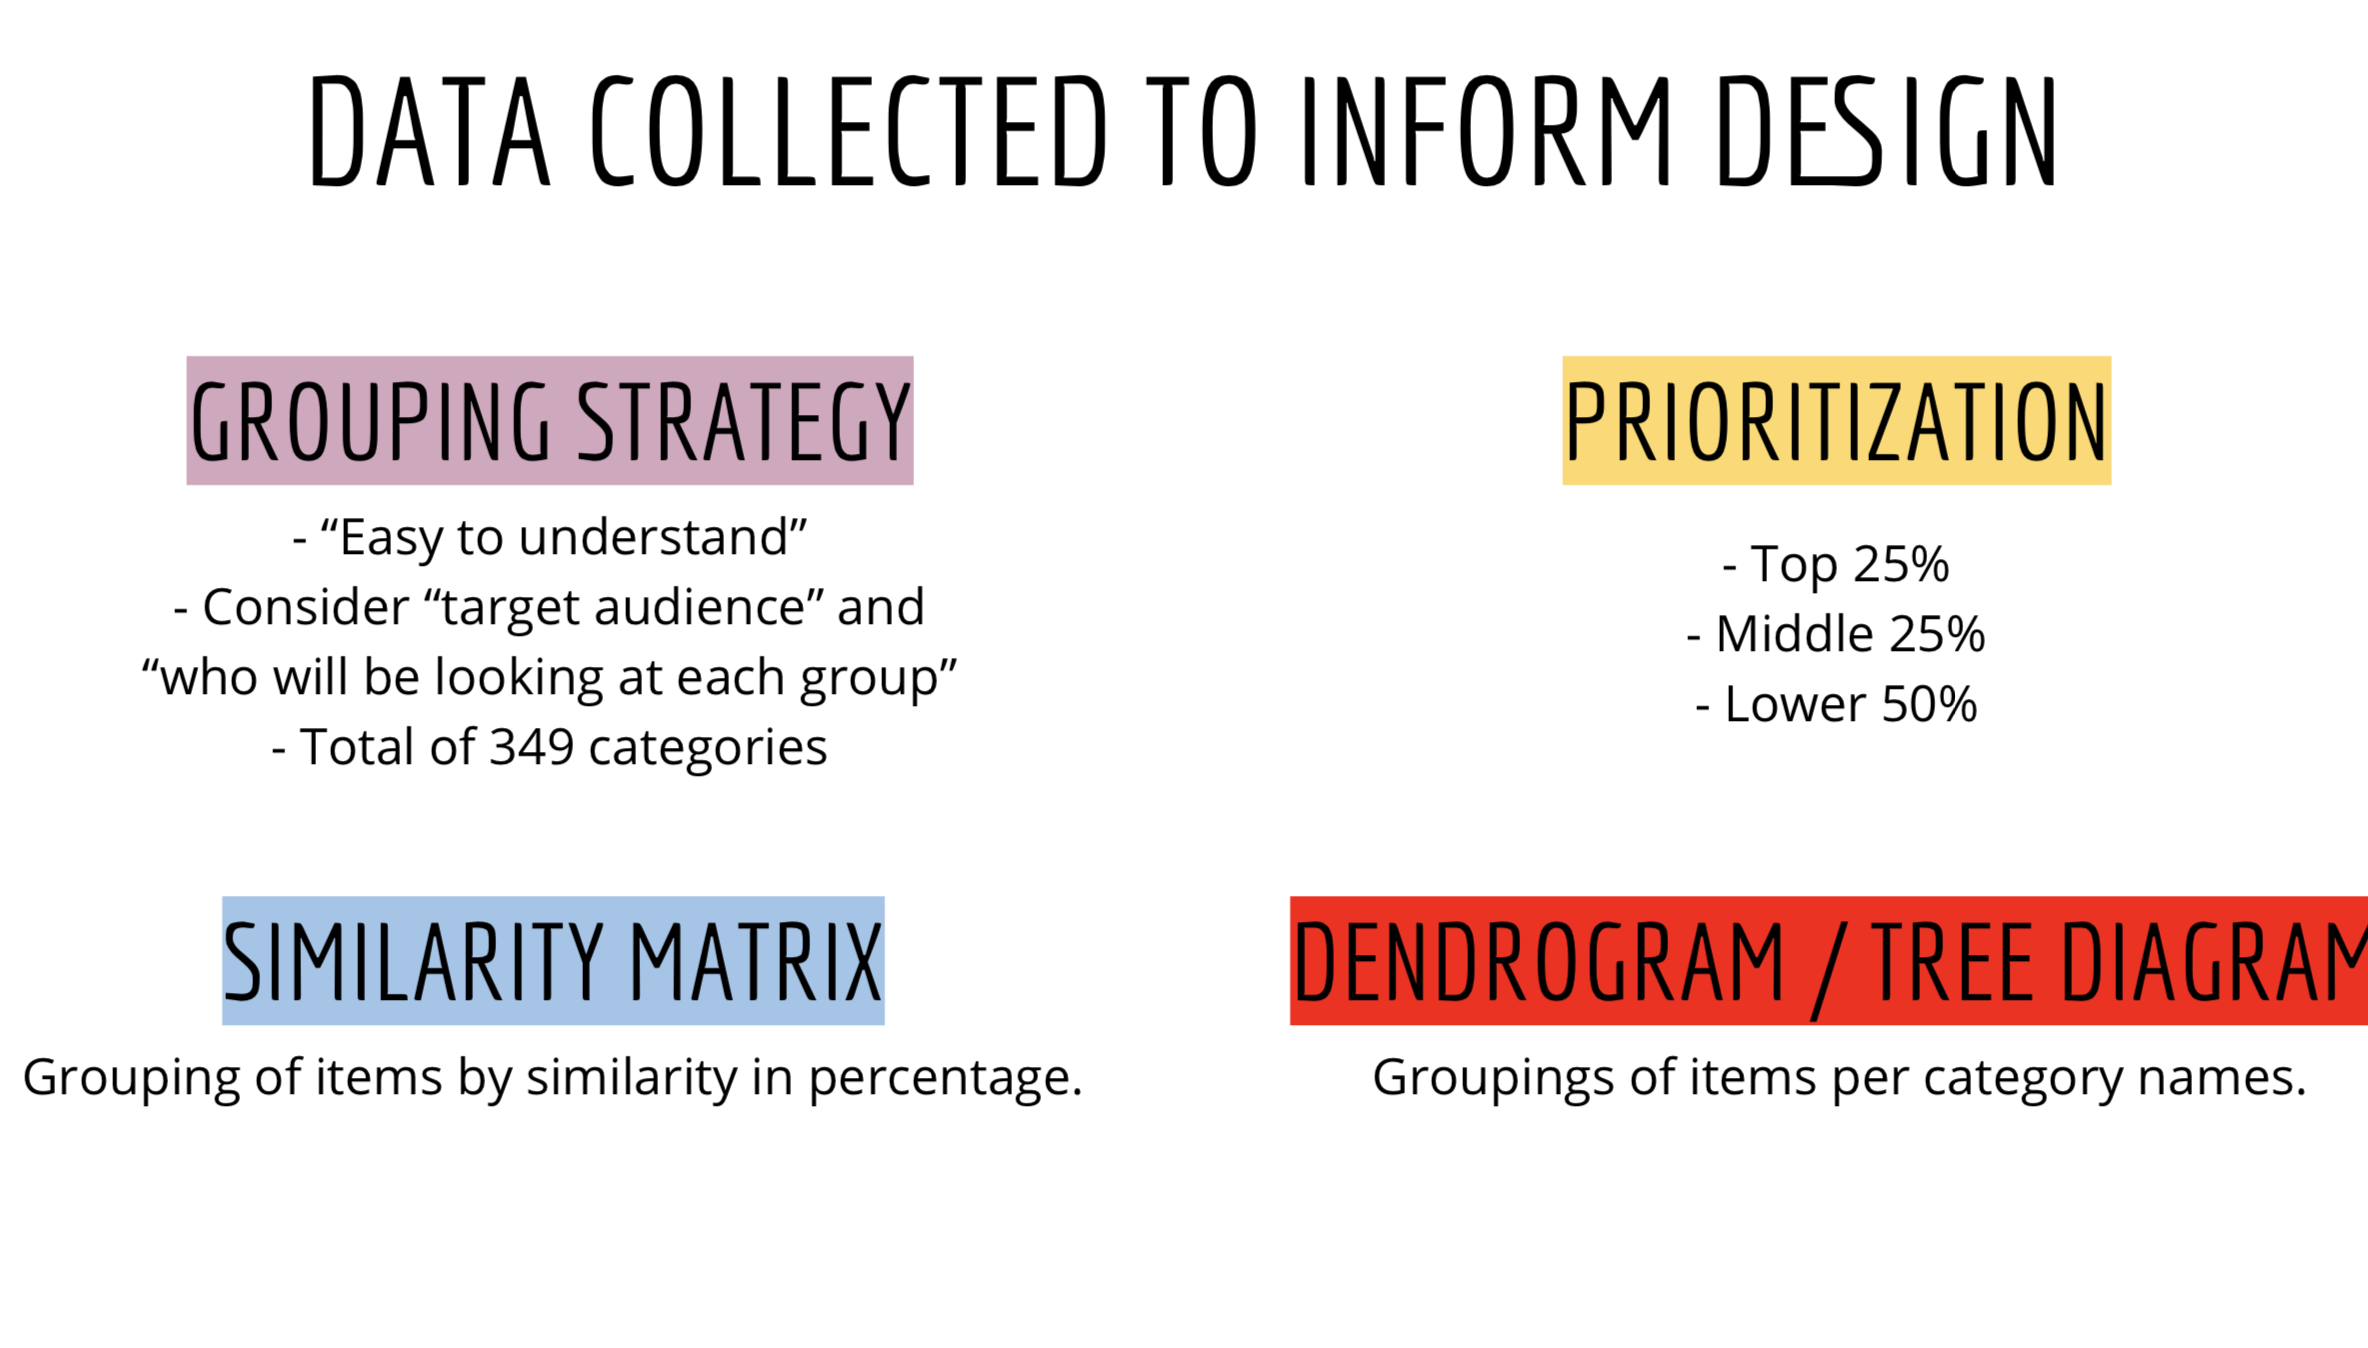 DATA COLLECTED TO INFORM DESIGN
GROUPING STRATEGY
- “Easy to understand”
- Consider “target audience” and
“who will be looking at each group”
- Total of 349 categories
PRIORITIZATION
- Top 25%
- Middle 25%
- Lower 50%
SIMILARITY MATRIX
Grouping of items by similarity in percentage.
DENDROGRAM / TREE DIAGRAM
Groupings of items per category names.